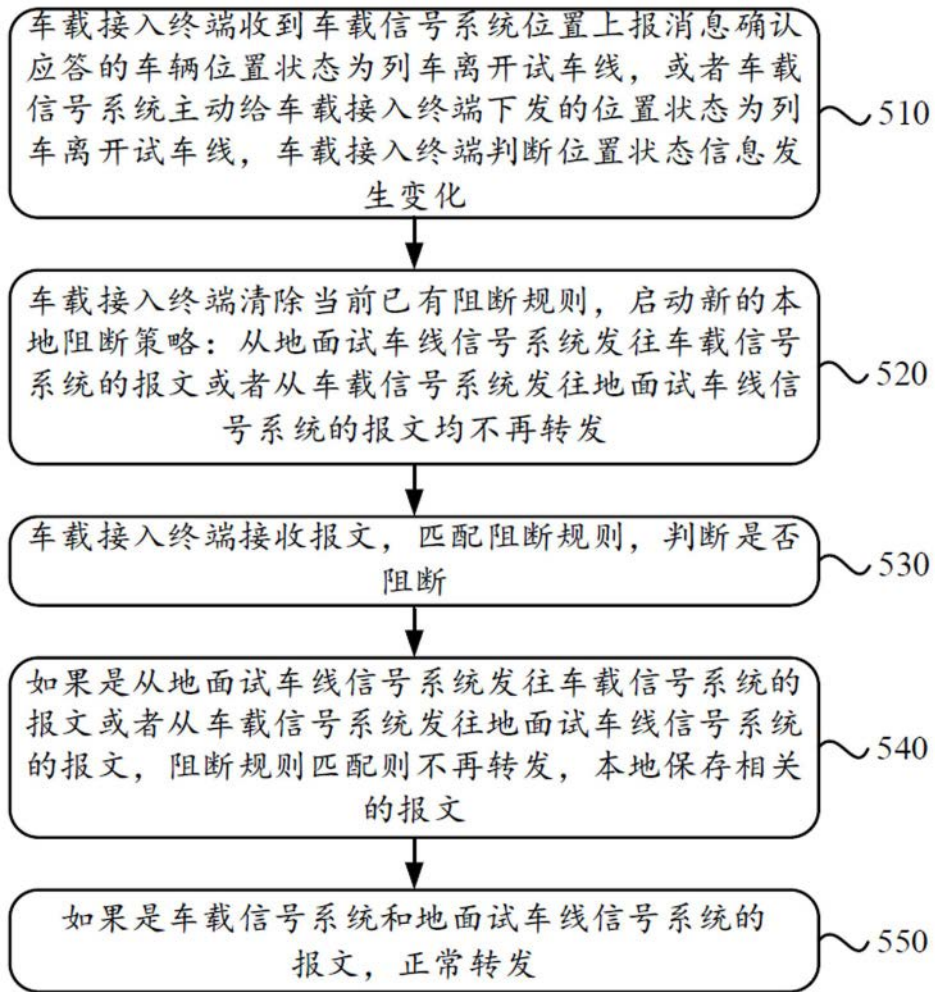 车载接入终端收到车载信号系统位置上报消息确认
应答的车辆位置状态为列车离开试车线，或者车载
信号系统主动给车载接入终端下发的位置状态为列
车离开试车线，车载接入终端判断位置状态信息发
生变化
510
车载接入终端清除当前已有阻断规则，启动新的本
地阻断策略：从地面试车线信号系统发往车载信号
系统的报文或者从车载信号系统发往地面试车线信
号系统的报文均不再转发
520
车载接入终端接收报文，匹配阻断规则，判断是否
阻断
530
如果是从地面试车线信号系统发往车载信号系统的
报文或者从车载信号系统发往地面试车线信号系统
的报文，阻断规则匹配则不再转发，本地保存相关
的报文
540
如果是车载信号系统和地面试车线信号系统的
报文，正常转发
550